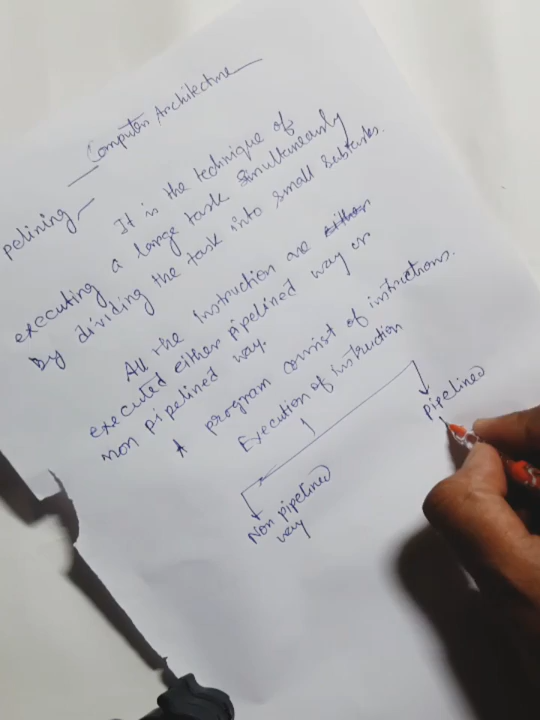 Computer Architecture
pelining
It is the technique of
executing a large task simultaneously
by dividing the task into small subtasks.
All the Instruction are either
executed either pipelined way or
non pipelined way.
A program consist of instructions.
Execution of instruction
Pipelined
Non pipelined
way